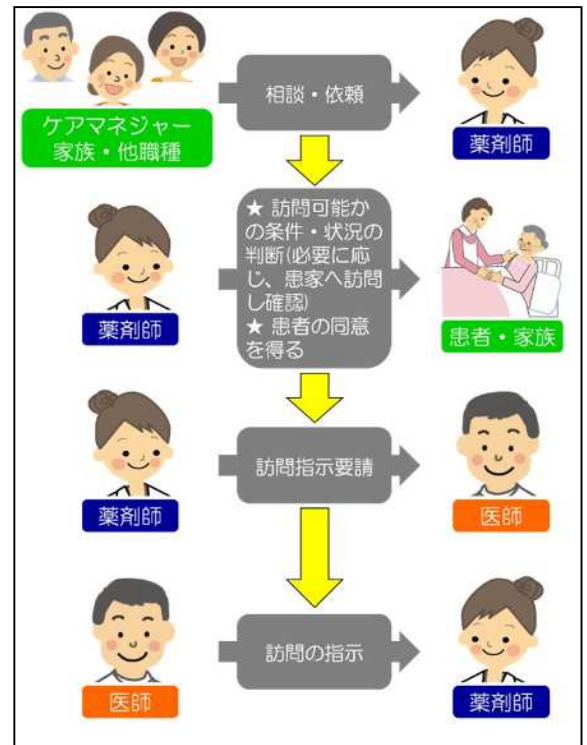 相談・依頼
ケアマネジャー
家族・他職種
薬剤師
★ 訪問可能か
の条件・状況の
判断(必要に応
じ、患家へ訪問
し確認)
★ 患者の同意
を得る
薬剤師
患者・家族
訪問指示要請
薬剤師
医師
訪問の指示
医師
薬剤師